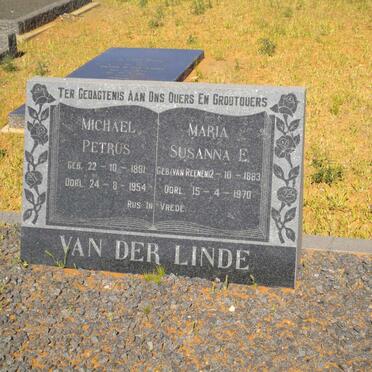 Ter Gedagtenis Aan Ons Ouers En Grootouers
Michael
Petrus
Geb. 22-10-1881
Oorl. 24-8-1954
Maria
Susanna E.
Geb (van Reenen) 2-10-1883
Oorl. 15-4-1970
Rus In Vrede
VAN DER LINDE